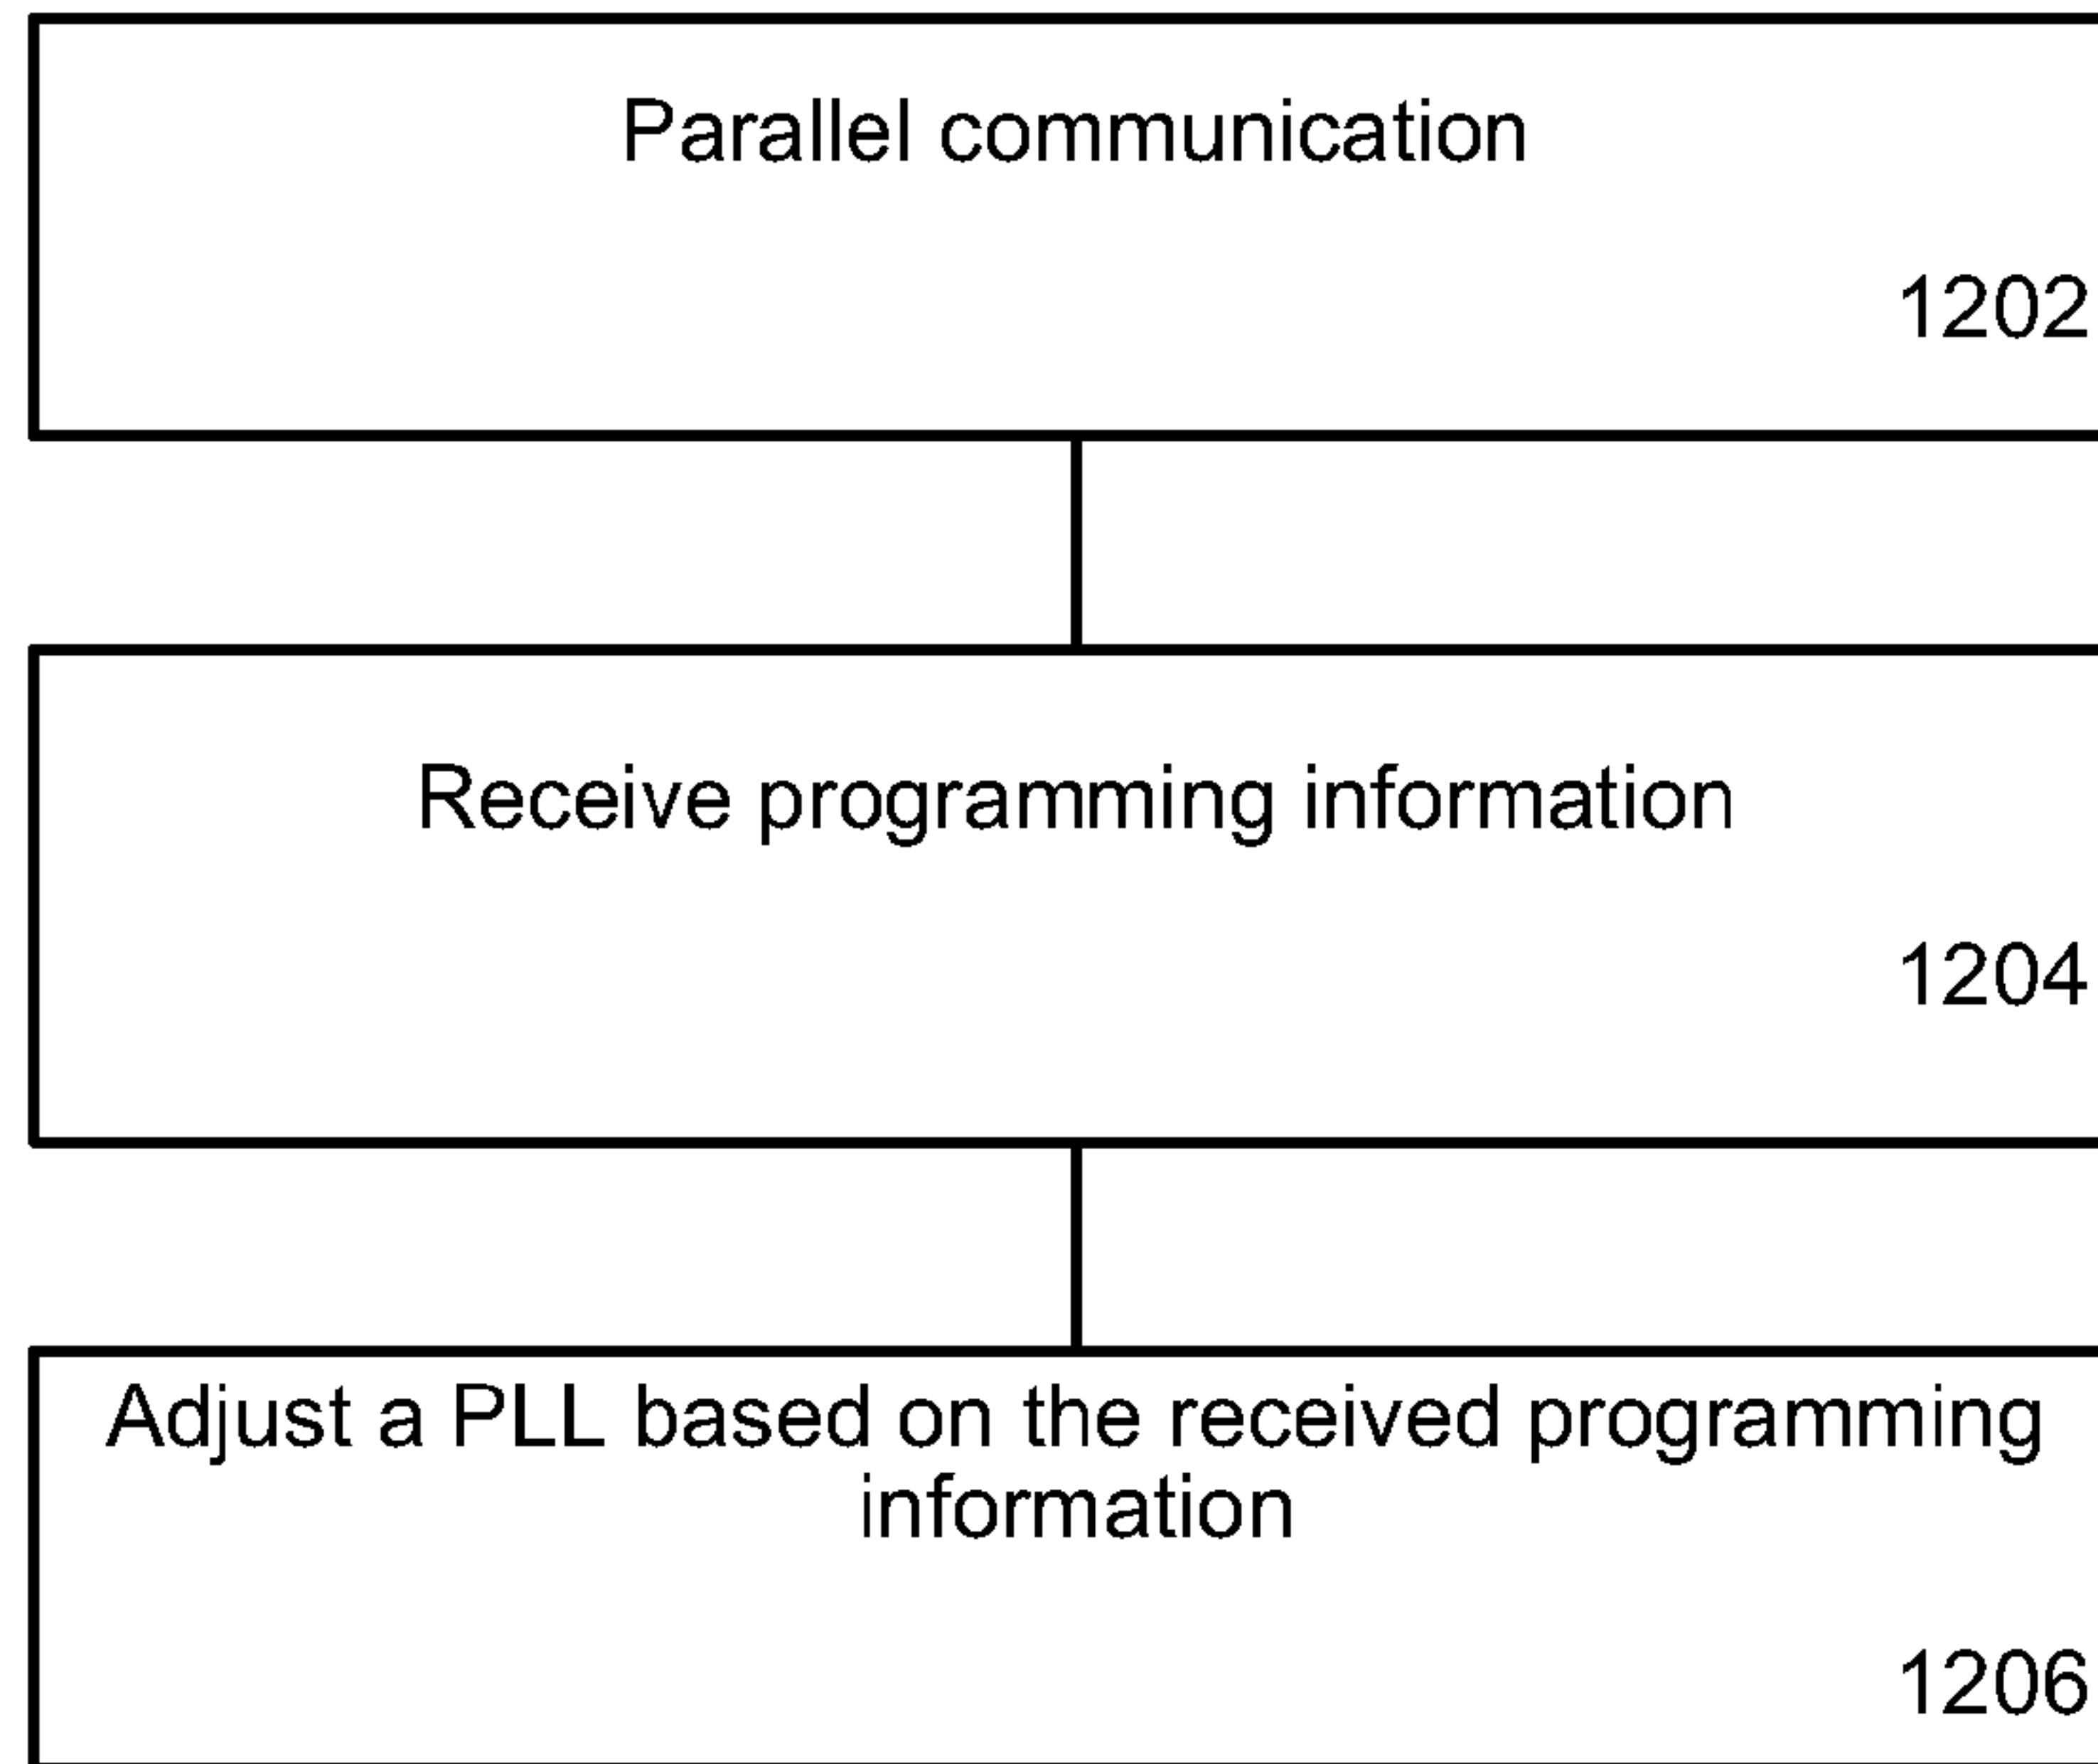 Parallel communication
1202
Receive programming information
1204
Adjust a PLL based on the received programming
information
1206